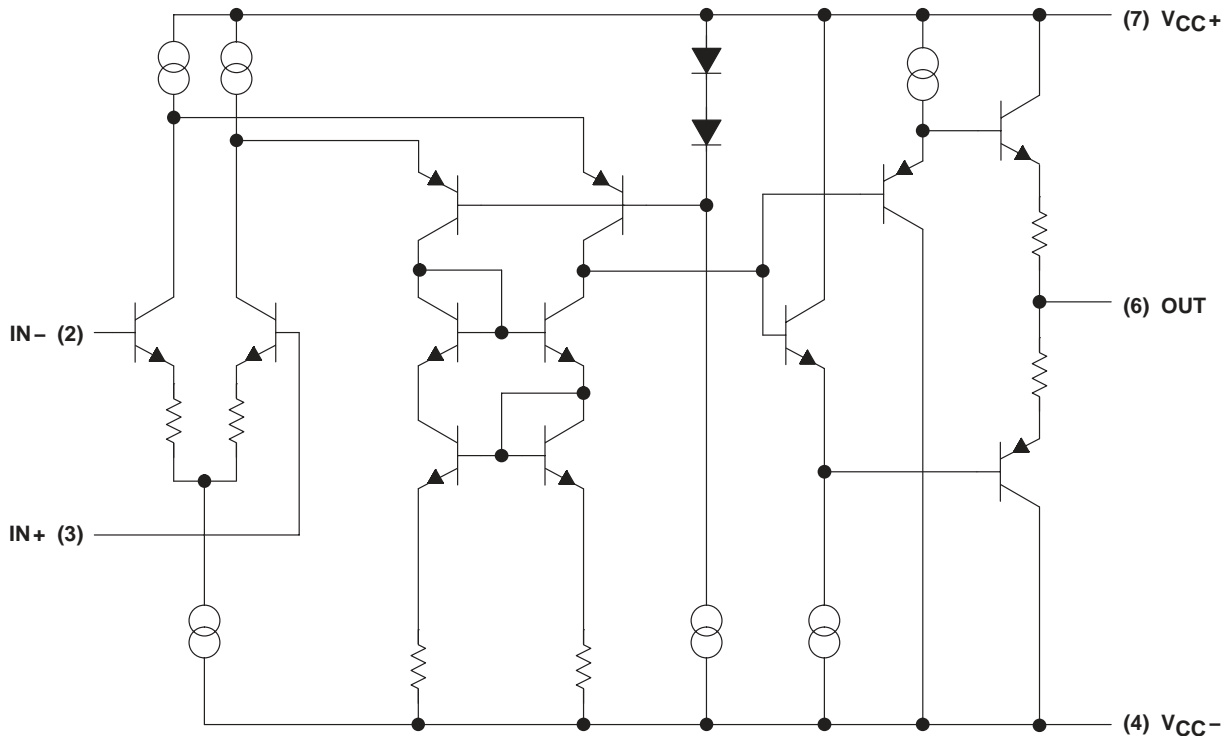 (7) VCC+
IN− (2)
(6) OUT
IN+ (3)
(4) VCC−